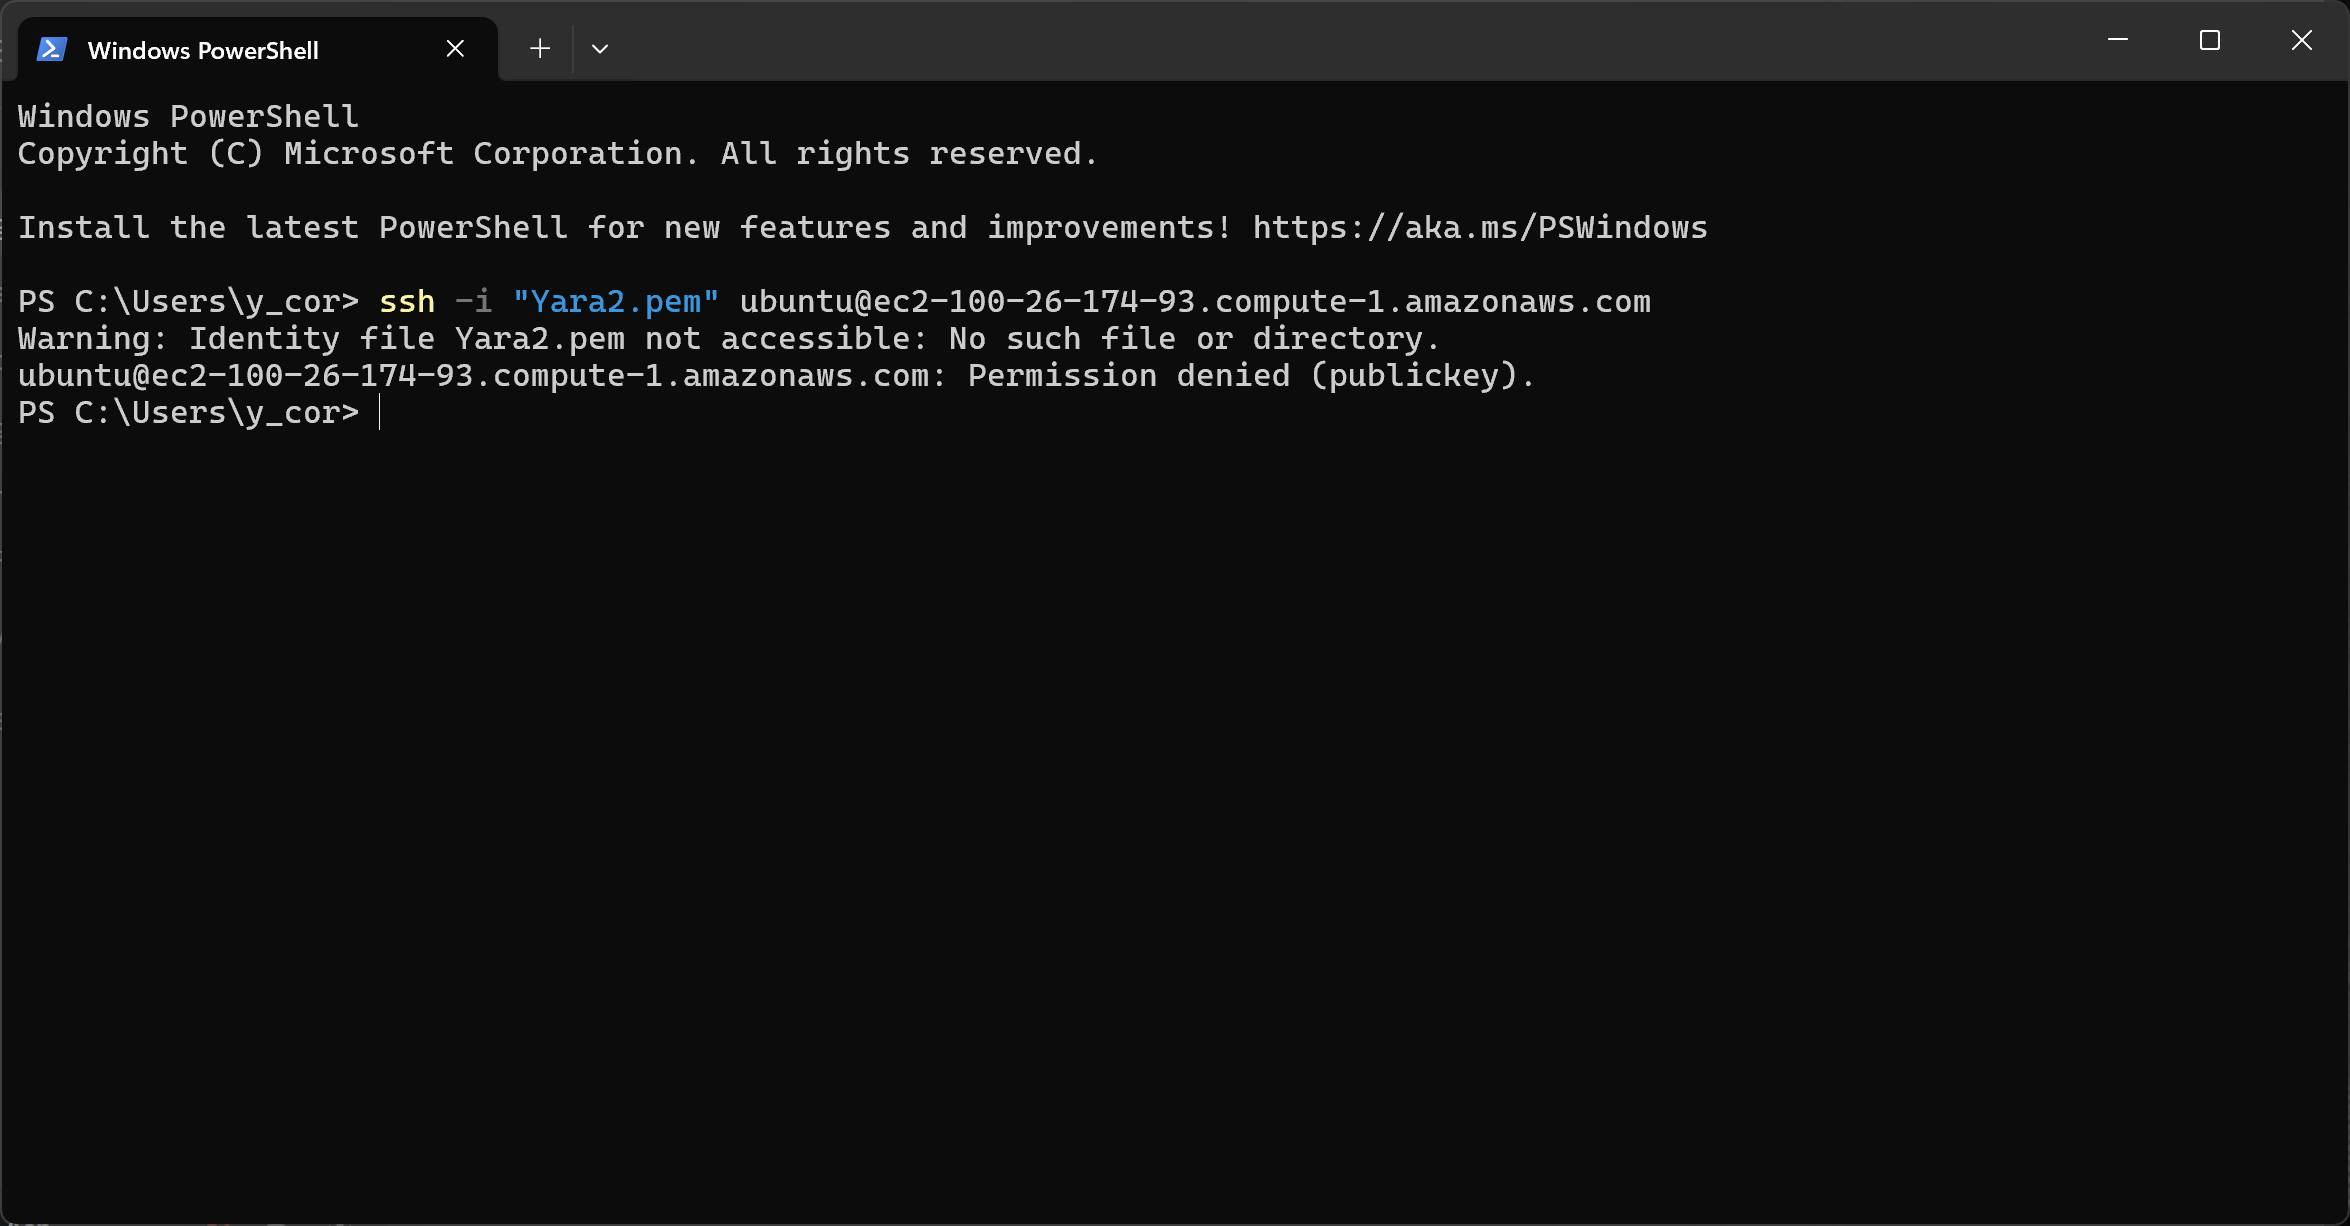 Windows PowerShell
Windows PowerShell
Copyright (C) Microsoft Corporation. All rights reserved.
Install the latest PowerShell for new features and improvements! https://aka.ms/PSWindows
PS C:\Users\y_cor> ssh -i "Yara2.pem" ubuntu@ec2-100-26-174-93.compute-1.amazonaws.com
Warning: Identity file Yara2.pem not accessible: No such file or directory.
ubuntu@ec2-100-26-174-93.compute-1.amazonaws.com: Permission denied (publickey).
PS C:\Users\y_cor>